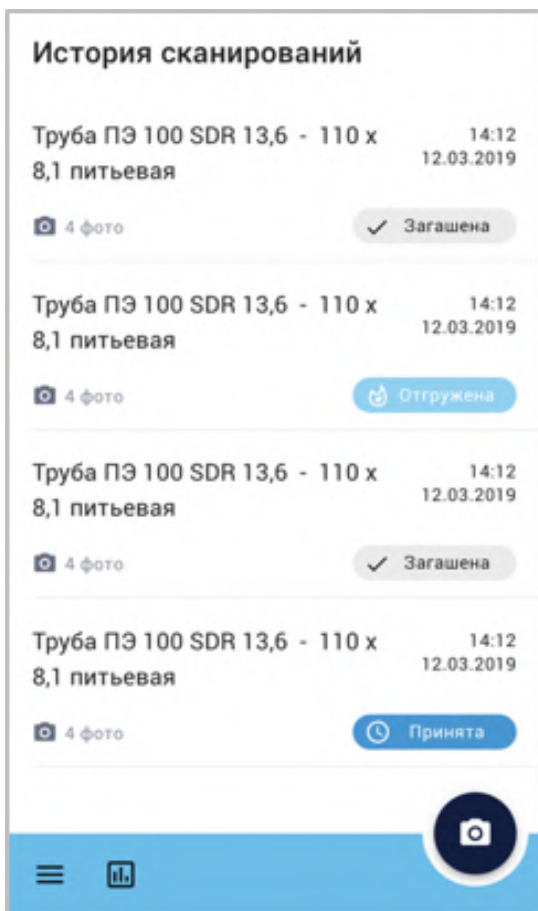 История сканирований
Труба ПЭ 100 SDR 13,6 - 110 х
8,1 питьевая
14:12
12.03.2019
4 фото
Загашена
Труба ПЭ 100 SDR 13,6 - 110 х
8,1 питьевая
14:12
12.03.2019
4 фото
Отгружена
Труба ПЭ 100 SDR 13,6 - 110 х
8,1 питьевая
14:12
12.03.2019
4 фото
Загашена
Труба ПЭ 100 SDR 13,6 - 110 х
8,1 питьевая
14:12
12.03.2019
4 фото
Принята